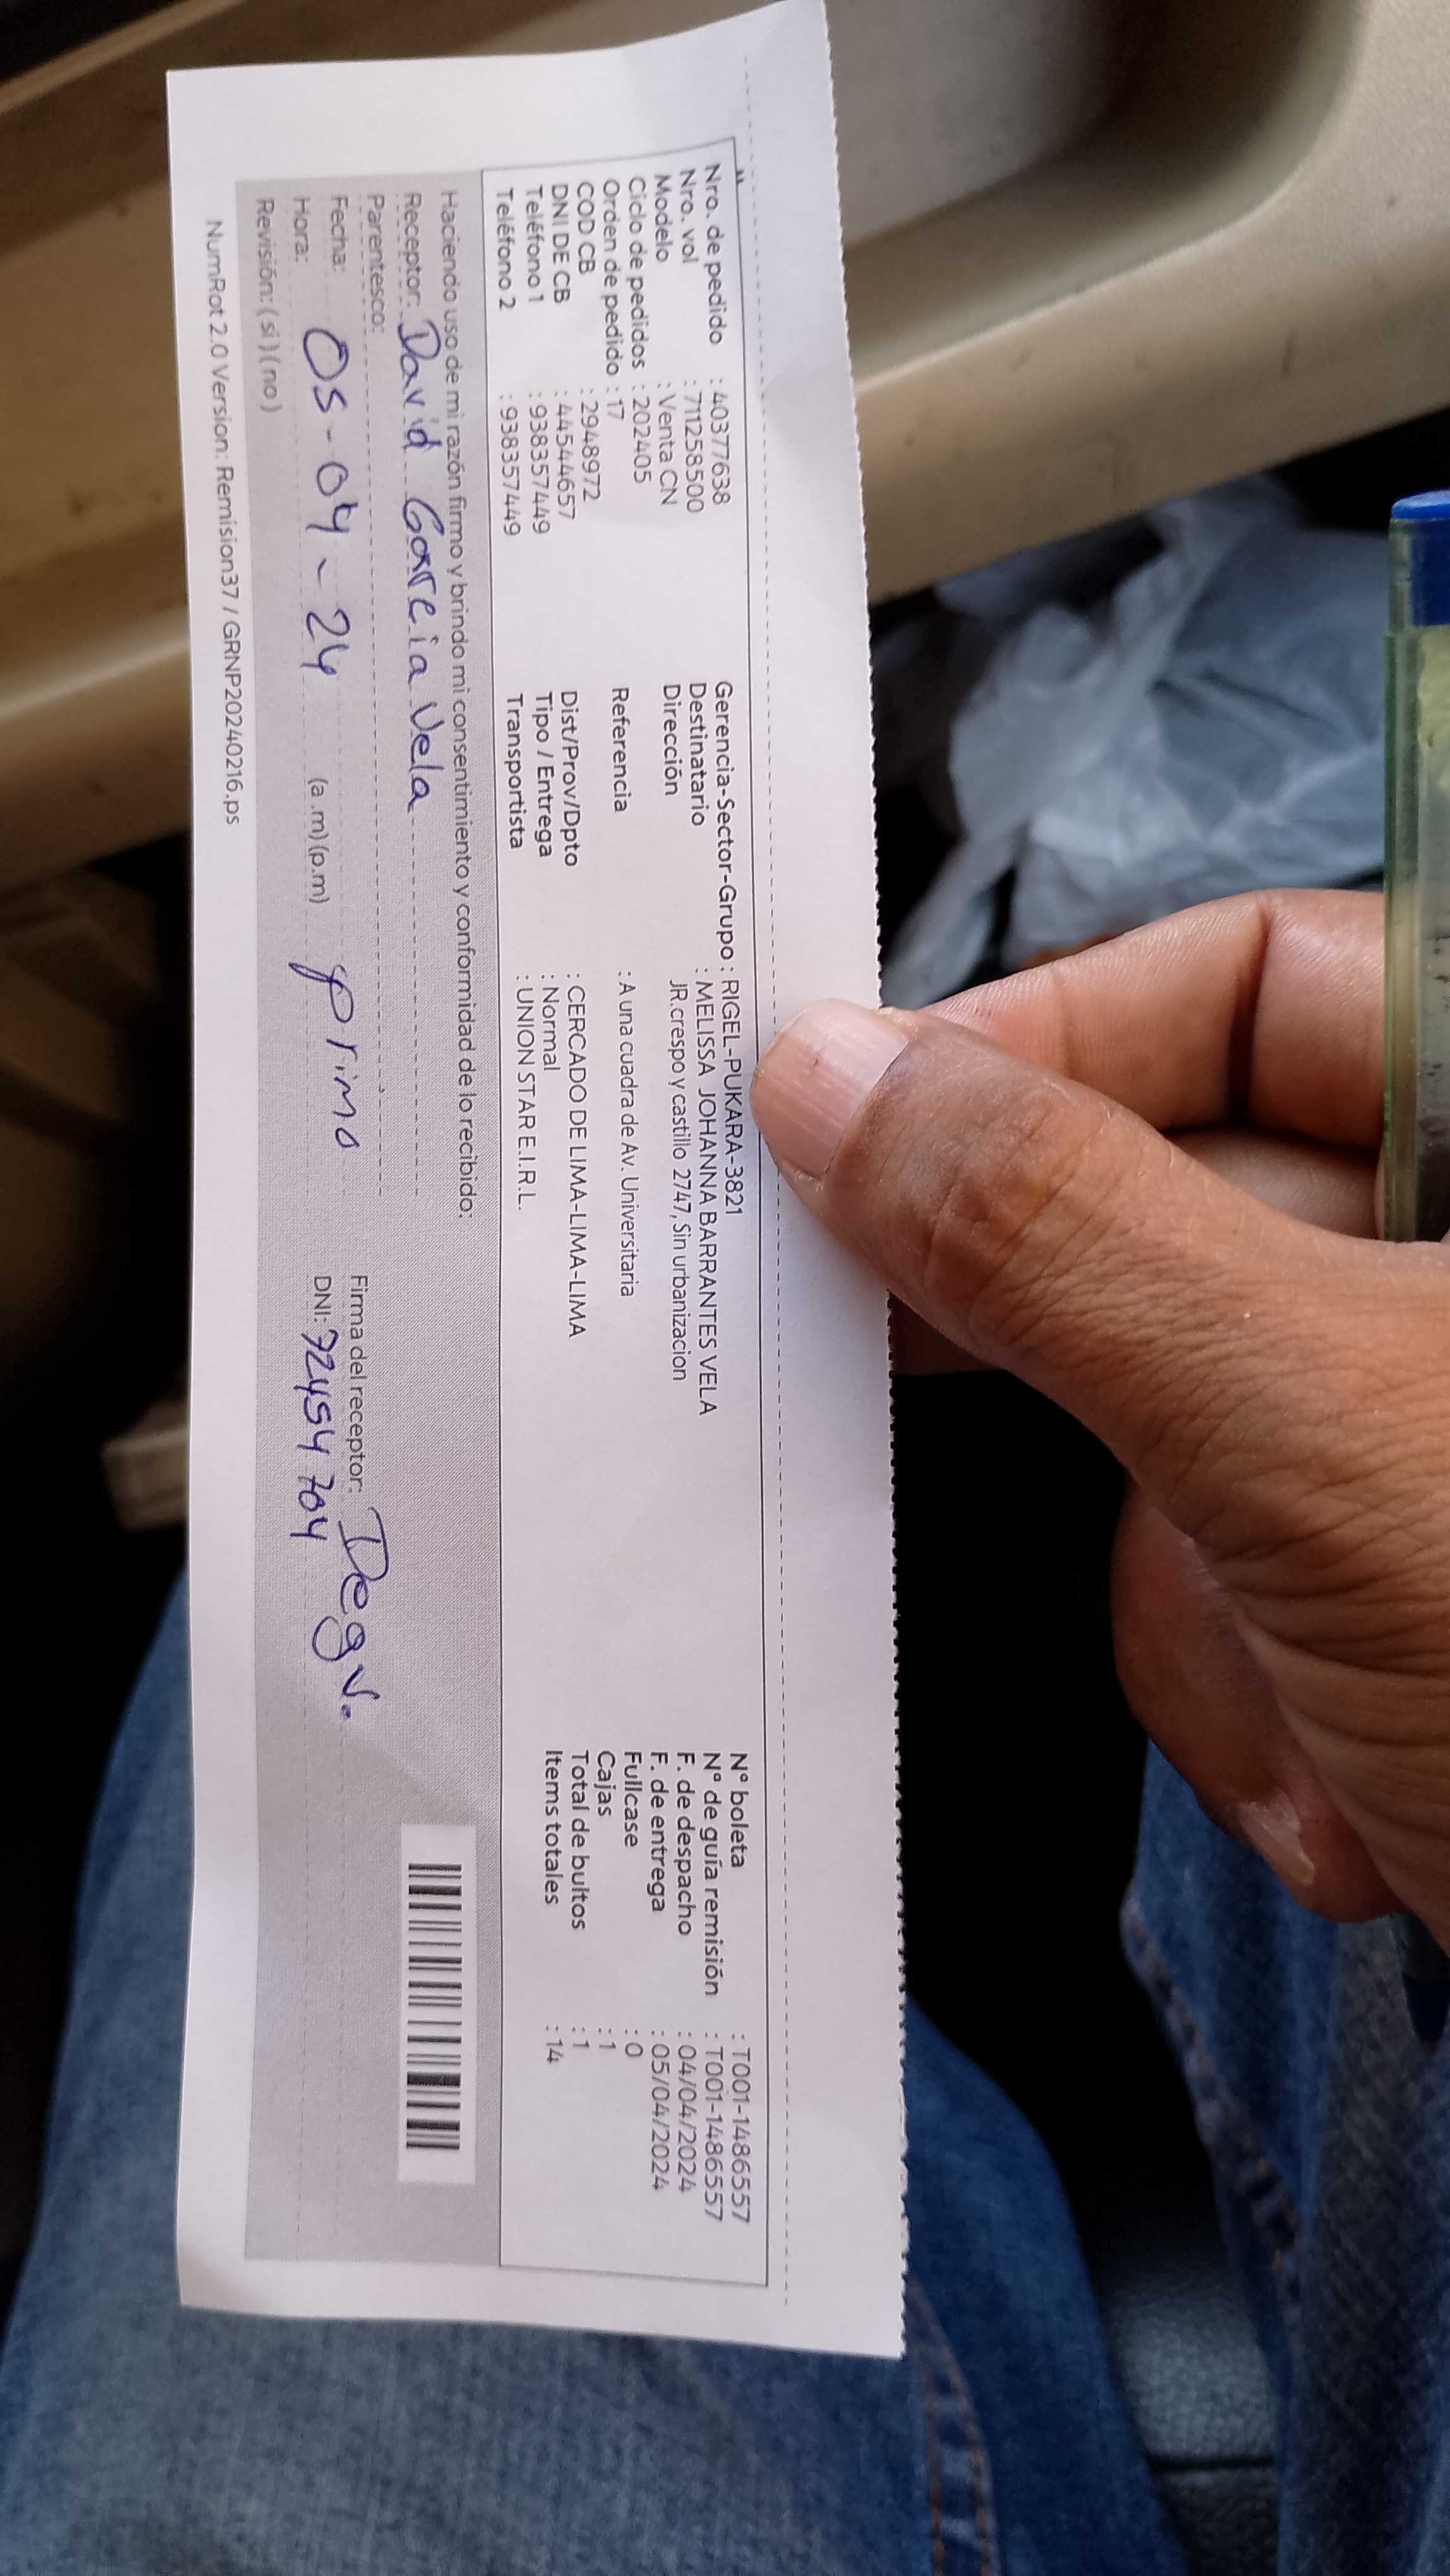 Nro. de pedido : 40377638
Nro. vol : 711258500
Modelo : Venta CN
Ciclo de pedidos : 202405
Orden de pedido : 17
COD CB : 2948972
DNI DE CB : 44544657
Teléfono 1 : 938357449
Teléfono 2 : 938357449
Gerencia-Sector-Grupo : RIGEL-PUKARA-3821
Destinatario : MELISSA JOHANNA BARRANTES VELA
Dirección JR.crespo y castillo 2747, Sin urbanizacion
Referencia : A una cuadra de Av. Universitaria
Dist/Prov/Dpto : CERCADO DE LIMA-LIMA-LIMA
Tipo / Entrega : Normal
Transportista : UNION STAR E.I.R.L.
N° boleta : T001-1486557
N° de guía remisión : T001-1486557
F. de despacho : 04/04/2024
F. de entrega : 05/04/2024
Fullcase : 0
Cajas : 1
Total de bultos : 1
Items totales : 14
Haciendo uso de mi razón firmo y brindo mi consentimiento y conformidad de lo recibido:
Receptor: David Garcia Vela
Parentesco: primo
Fecha: 05-04-24
Hora: (a.m) (p.m)
Revisión: ( si ) ( no )
Firma del receptor: Degv.
DNI: 72454704
NumRot 2.0 Version: Remision37 / GRNP20240216.ps